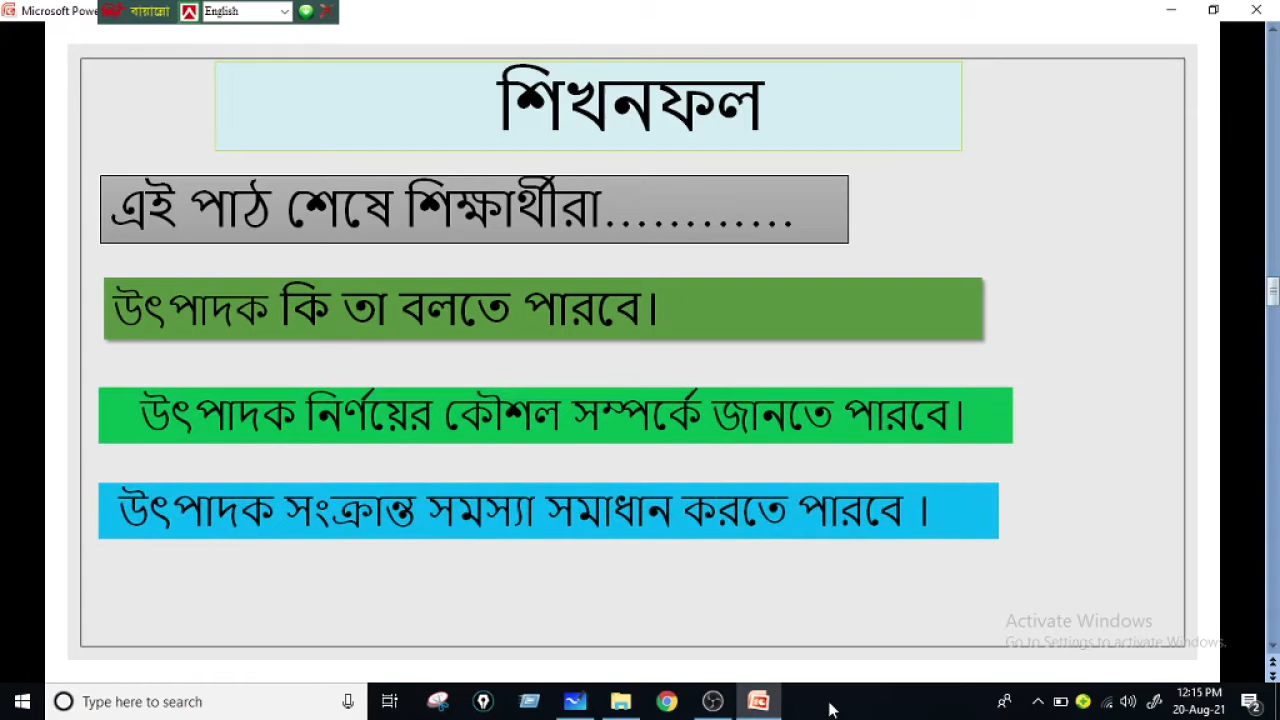 Microsoft Powe
বায়ান্নো
English
শিখনফল
এই পাঠ শেষে শিক্ষার্থীরা............
উৎপাদক কি তা বলতে পারবে।
উৎপাদক নির্ণয়ের কৌশল সম্পর্কে জানতে পারবে।
উৎপাদক সংক্রান্ত সমস্যা সমাধান করতে পারবে ।
Activate Windows
Go to Settings to activate Windows.
Type here to search
12:15 PM
20-Aug-21
2